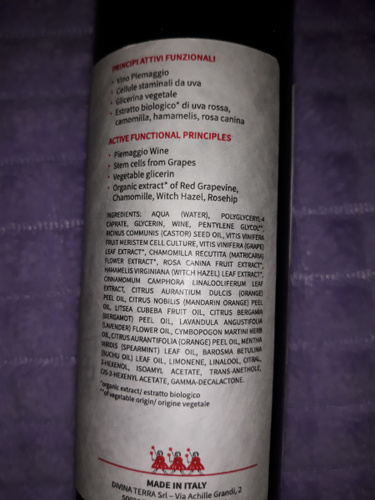 PRINCIPI ATTIVI FUNZIONALI
• Vino Piemaggio
• Cellule staminali da uva
• Glicerina vegetale
• Estratto biologico* di uva rossa,
camomilla, hamamelis, rosa canina
ACTIVE FUNCTIONAL PRINCIPLES
• Piemaggio Wine
• Stem cells from Grapes
• Vegetable glicerin
• Organic extract* of Red Grapevine,
Chamomille, Witch Hazel, Rosehip
INGREDIENTS: AQUA (WATER), POLYGLYCERYL-4
CAPRATE, GLYCERIN, WINE, PENTYLENE GLYCOL**,
RICINUS COMMUNIS (CASTOR) SEED OIL, VITIS VINIFERA
FRUIT MERISTEM CELL CULTURE, VITIS VINIFERA (GRAPE)
LEAF EXTRACT*, CHAMOMILLA RECUTITA (MATRICARIA)
FLOWER EXTRACT*, ROSA CANINA FRUIT EXTRACT*,
HAMAMELIS VIRGINIANA (WITCH HAZEL) LEAF EXTRACT*,
CINNAMOMUM CAMPHORA LINALOOLIFERUM LEAF
EXTRACT, CITRUS AURANTIUM DULCIS (ORANGE)
PEEL OIL, CITRUS NOBILIS (MANDARIN ORANGE) PEEL
OIL, LITSEA CUBEBA FRUIT OIL, CITRUS BERGAMIA
(BERGAMOT) PEEL OIL, LAVANDULA ANGUSTIFOLIA
(LAVENDER) FLOWER OIL, CYMBOPOGON MARTINI HERB
OIL, CITRUS AURANTIFOLIA (ORANGE) PEEL OIL, MENTHA
VIRIDIS (SPEARMINT) LEAF OIL, BAROSMA BETULINA
(BUCHU OIL) LEAF OIL, LIMONENE, LINALOOL, CITRAL,
3-HEXENOL, ISOAMYL ACETATE, TRANS-ANETHOLE,
CIS-3-HEXENYL ACETATE, GAMMA-DECALACTONE.
*organic extract/ estratto biologico
**of vegetable origin/ origine vegetale
MADE IN ITALY
DIVINA TERRA Srl – Via Achille Grandi, 2